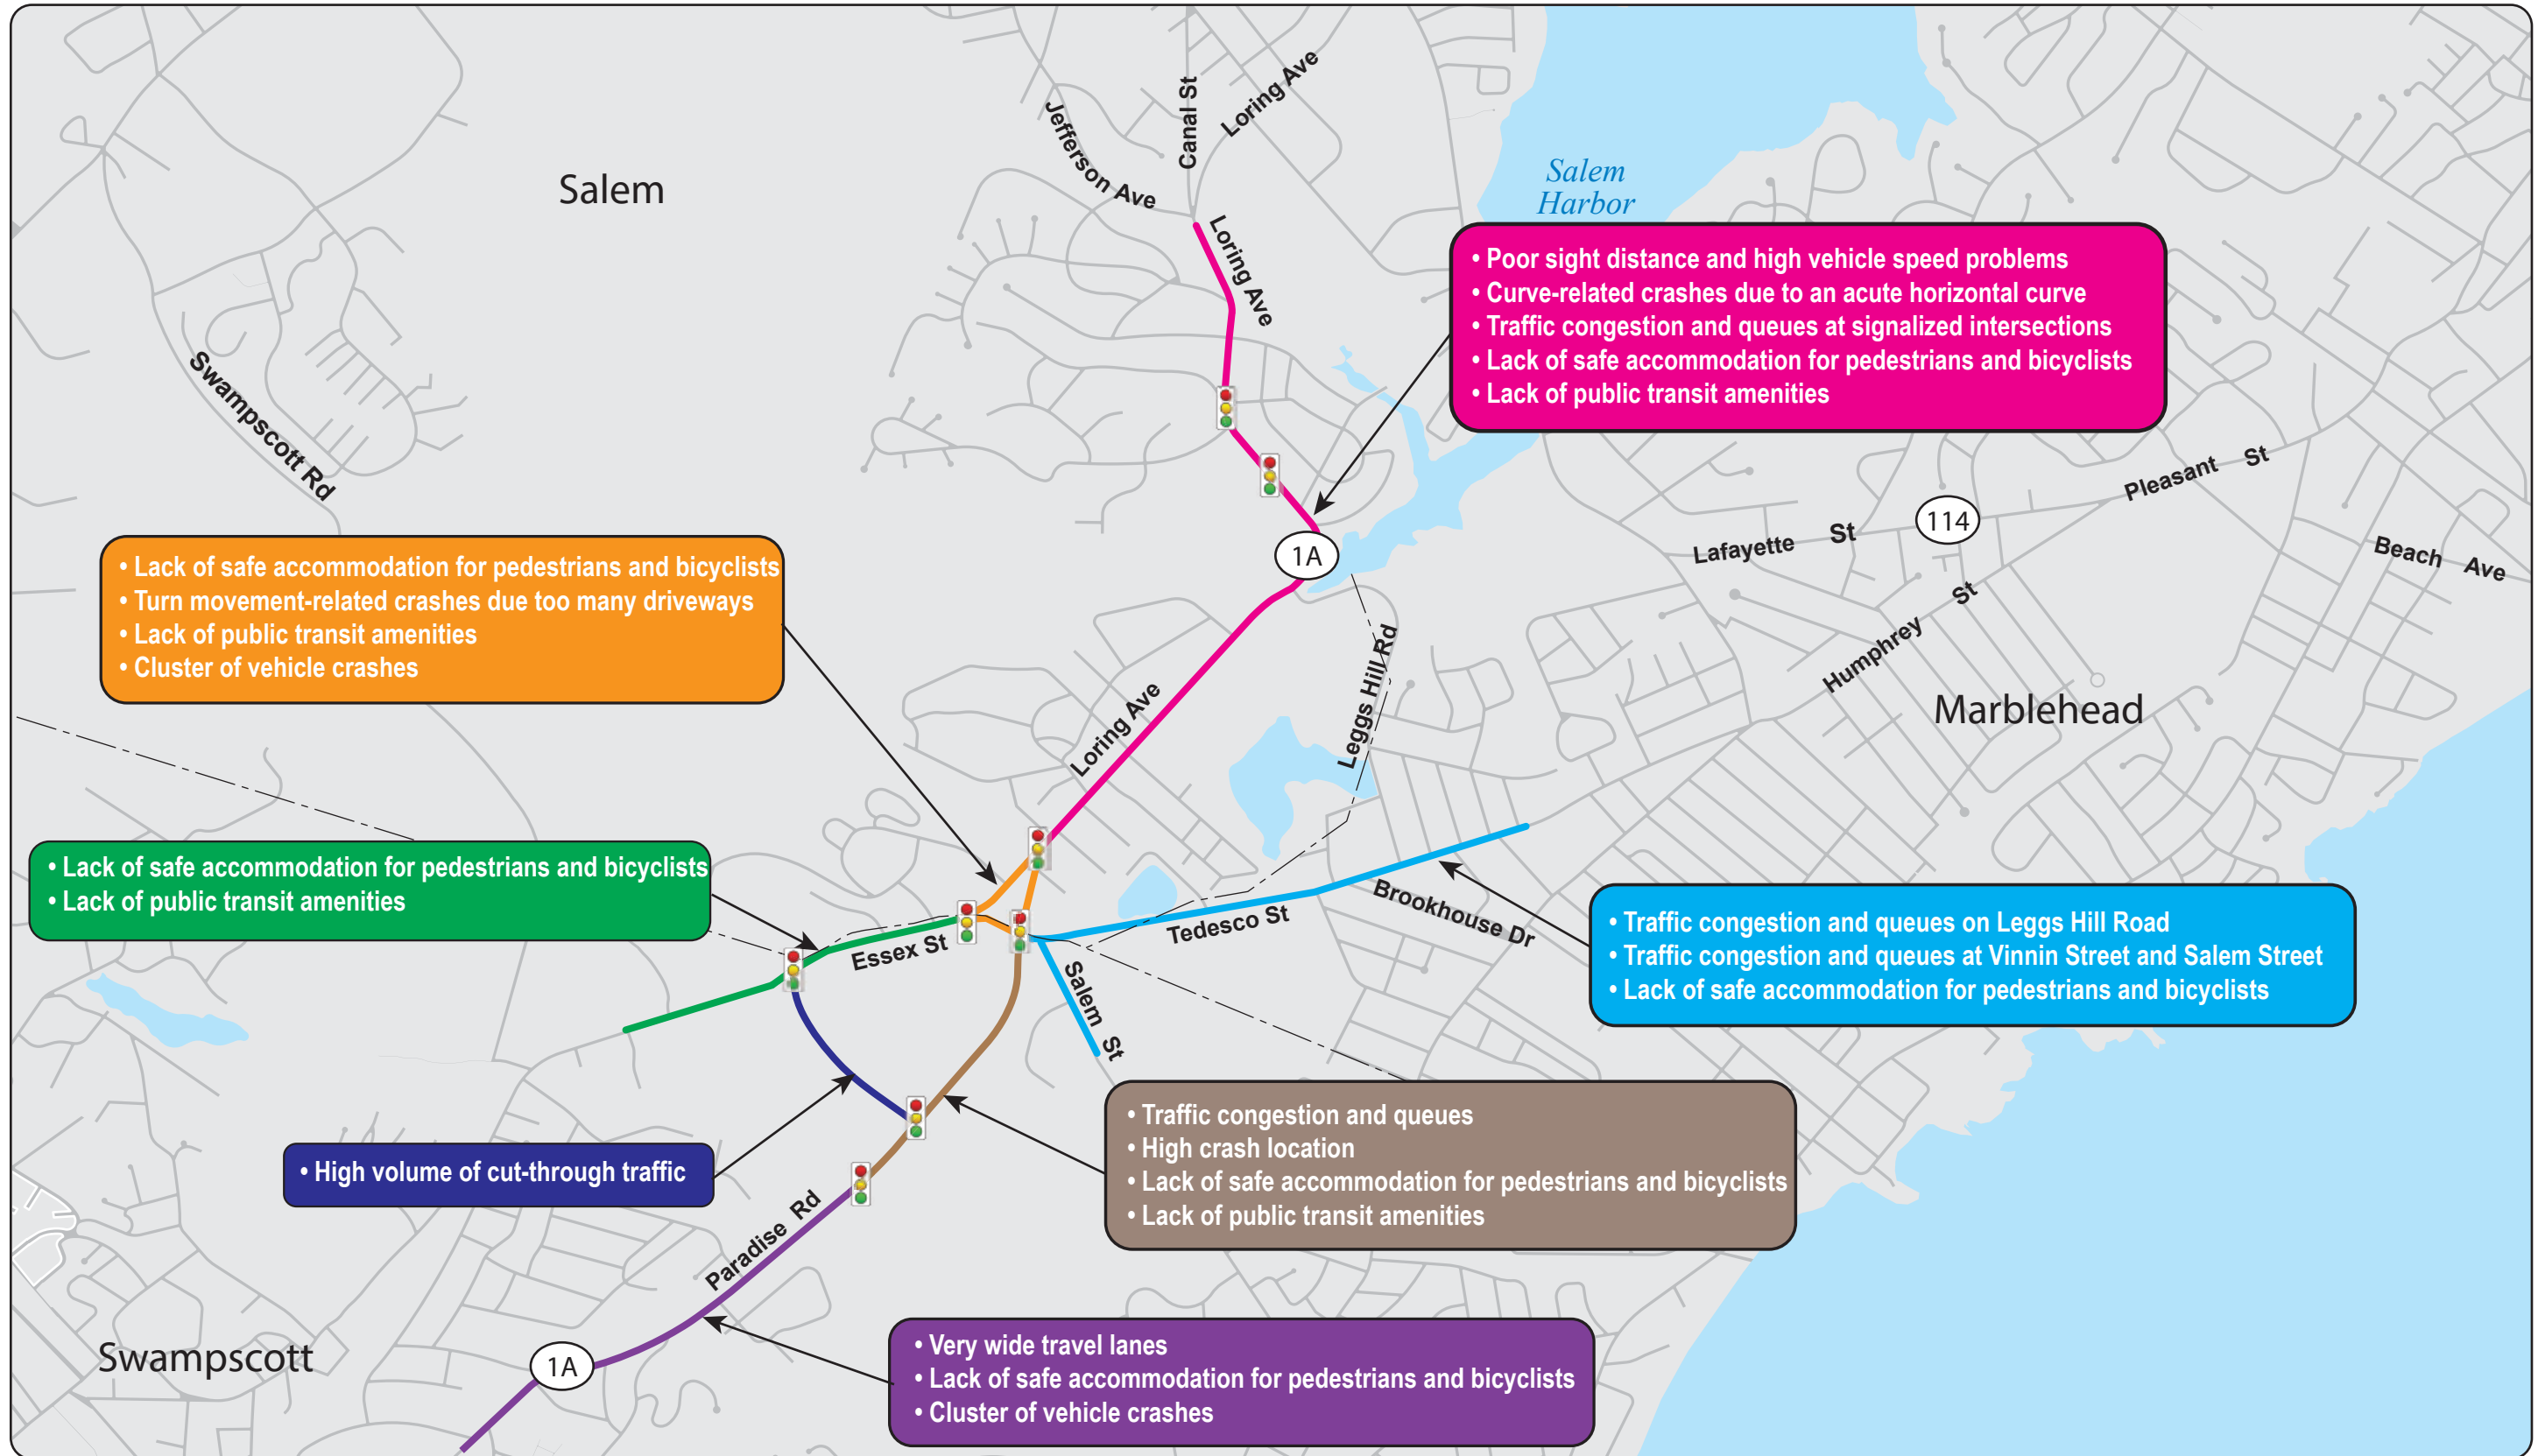 Loring Ave
Canal St
Jefferson Ave
Salem
Salem
Harbor
Loring Ave
• Poor sight distance and high vehicle speed problems
• Curve-related crashes due to an acute horizontal curve
• Traffic congestion and queues at signalized intersections
• Lack of safe accommodation for pedestrians and bicyclists
• Lack of public transit amenities
Swampscott Rd
Pleasant St
114
Lafayette St
Beach Ave
1A
• Lack of safe accommodation for pedestrians and bicyclists
• Turn movement-related crashes due too many driveways
• Lack of public transit amenities
• Cluster of vehicle crashes
Humphrey St
Leggs Hill Rd
Marblehead
Loring Ave
• Lack of safe accommodation for pedestrians and bicyclists
• Lack of public transit amenities
Essex St
Tedesco St
Brookhouse Dr
• Traffic congestion and queues on Leggs Hill Road
• Traffic congestion and queues at Vinnin Street and Salem Street
• Lack of safe accommodation for pedestrians and bicyclists
Salem St
• High volume of cut-through traffic
• Traffic congestion and queues
• High crash location
• Lack of safe accommodation for pedestrians and bicyclists
• Lack of public transit amenities
Paradise Rd
Swampscott
1A
• Very wide travel lanes
• Lack of safe accommodation for pedestrians and bicyclists
• Cluster of vehicle crashes